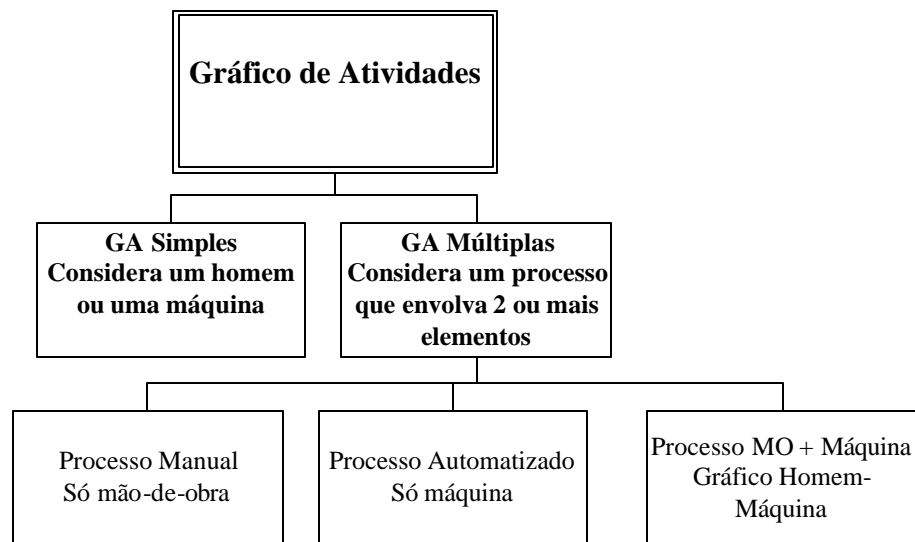 Gráfico de Atividades
GA Simples
Considera um homem
ou uma máquina
GA Múltiplas
Considera um processo
que envolva 2 ou mais
elementos
Processo Manual
Só mão-de-obra
Processo Automatizado
Só máquina
Processo MO + Máquina
Gráfico Homem-
Máquina